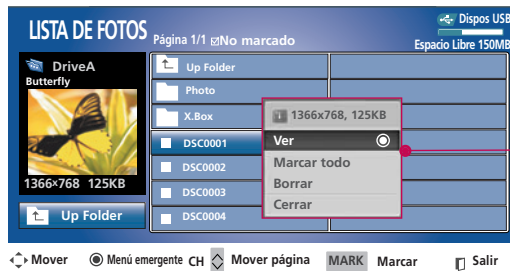 LISTA DE FOTOS
Página 1/1 No marcado
Dispos USB
Espacio Libre 150MB
DriveA
Butterfly
1366x768 125KB
Up Folder
Up Folder
Photo
X.Box
DSC0001
DSC0002
DSC0003
DSC0004
1366x768, 125KB
Ver
Marcar todo
Borrar
Cerrar
Mover Menú emergente CH Mover página MARK Marcar Salir